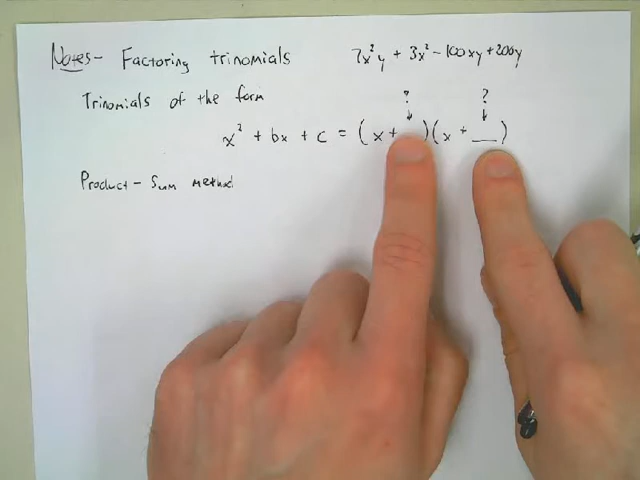 Notes- Factoring trinomials
7x²y + 3x² - 100xy + 200y
Trinomials of the form
? ?
x² + bx + c = (x + __)(x + __)
Product - Sum method